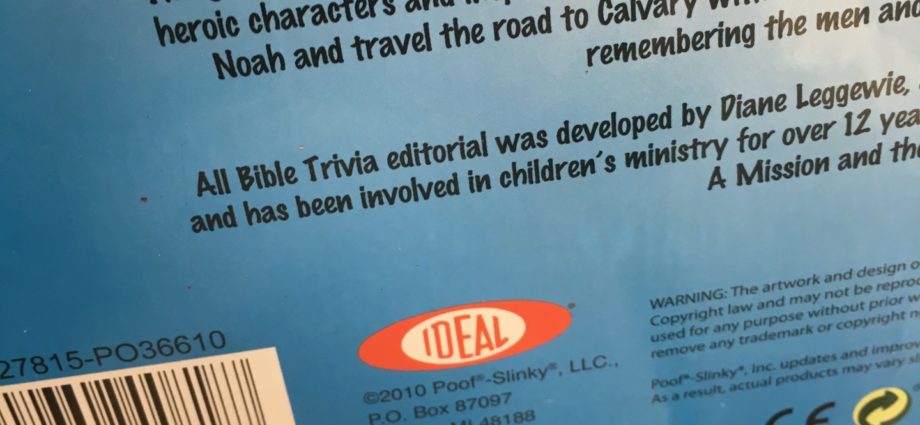 heroic characters and
Noah and travel the road to Calvary
remembering the men and
All Bible Trivia editorial was developed by Diane Leggewie,
and has been involved in children's ministry for over 12
A Mission and the
27815-PO36610
IDEAL
©2010 Poof®-Slinky®, LLC.,
P.O. Box 87097
48188
WARNING: The artwork and design
Copyright law and may not be
used for any purpose without prior
remove any trademark or copyright
Poof®-Slinky®, Inc. updates and
As a result, actual products may vary
CE